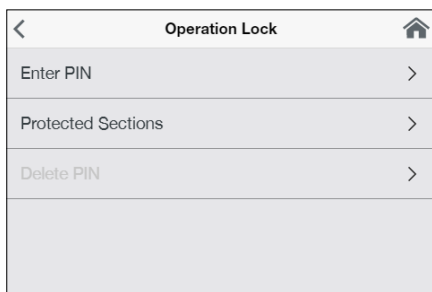 Operation Lock
Enter PIN
Protected Sections
Delete PIN